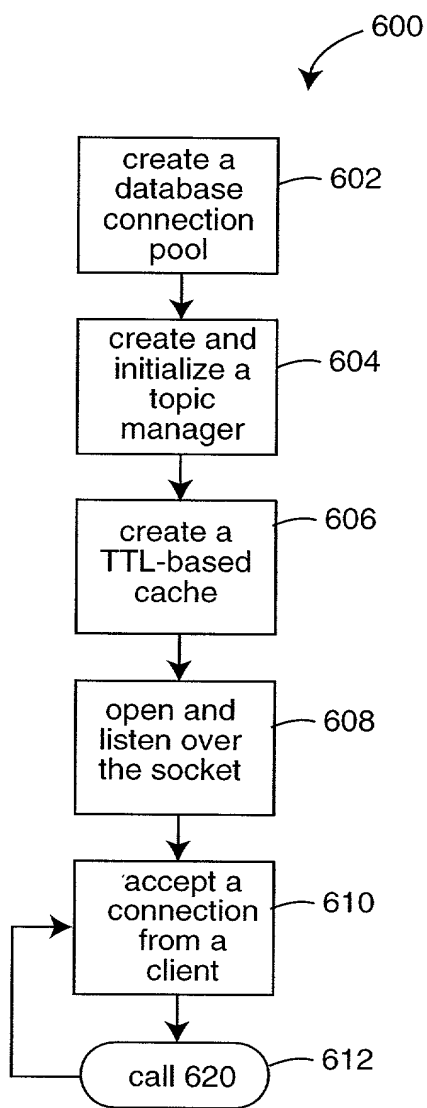 600
create a
database
connection
pool
602
create and
initialize a
topic
manager
604
create a
TTL-based
cache
606
open and
listen over
the socket
608
accept a
connection
from a
client
610
call 620
612